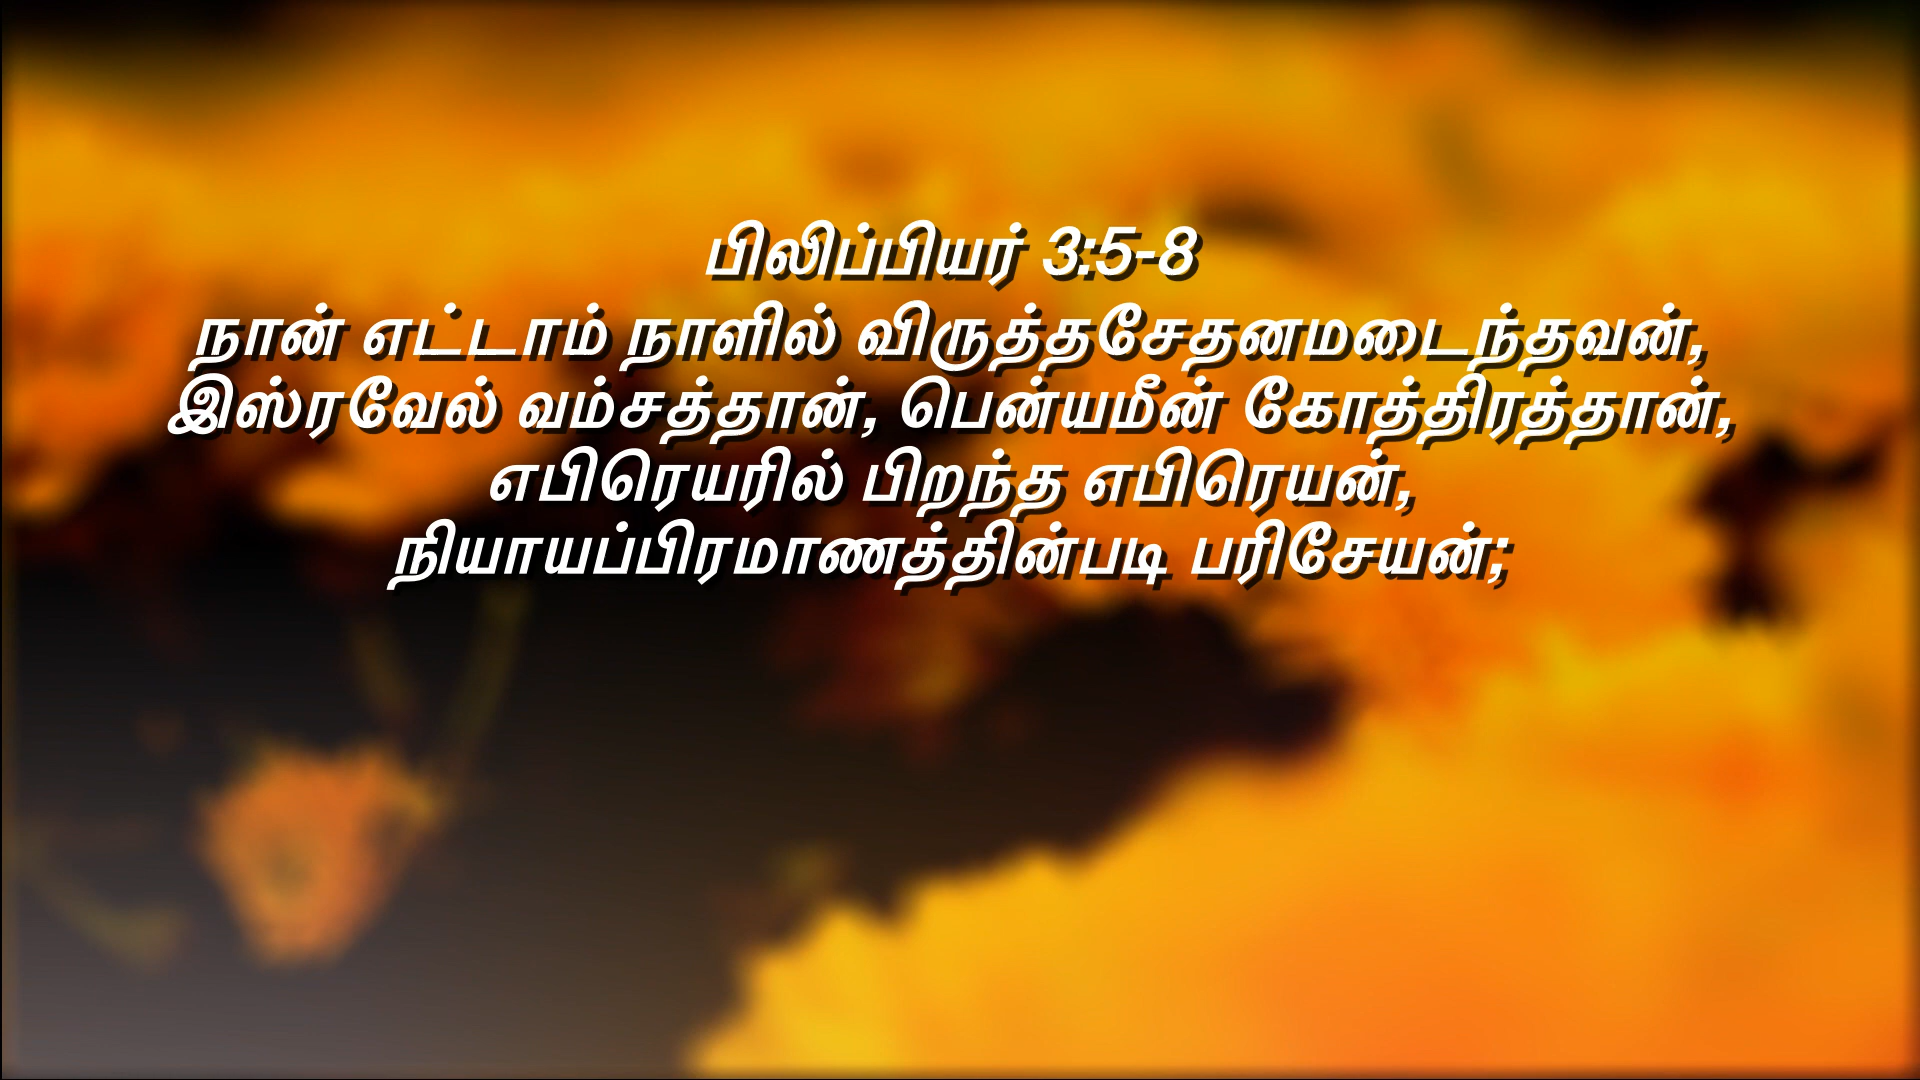 பிலிப்பியர் 3:5-8
நான் எட்டாம் நாளில் விருத்தசேதனமடைந்தவன்,
இஸ்ரவேல் வம்சத்தான், பென்யமீன் கோத்திரத்தான்,
எபிரெயரில் பிறந்த எபிரெயன்,
நியாயப்பிரமாணத்தின்படி பரிசேயன்;